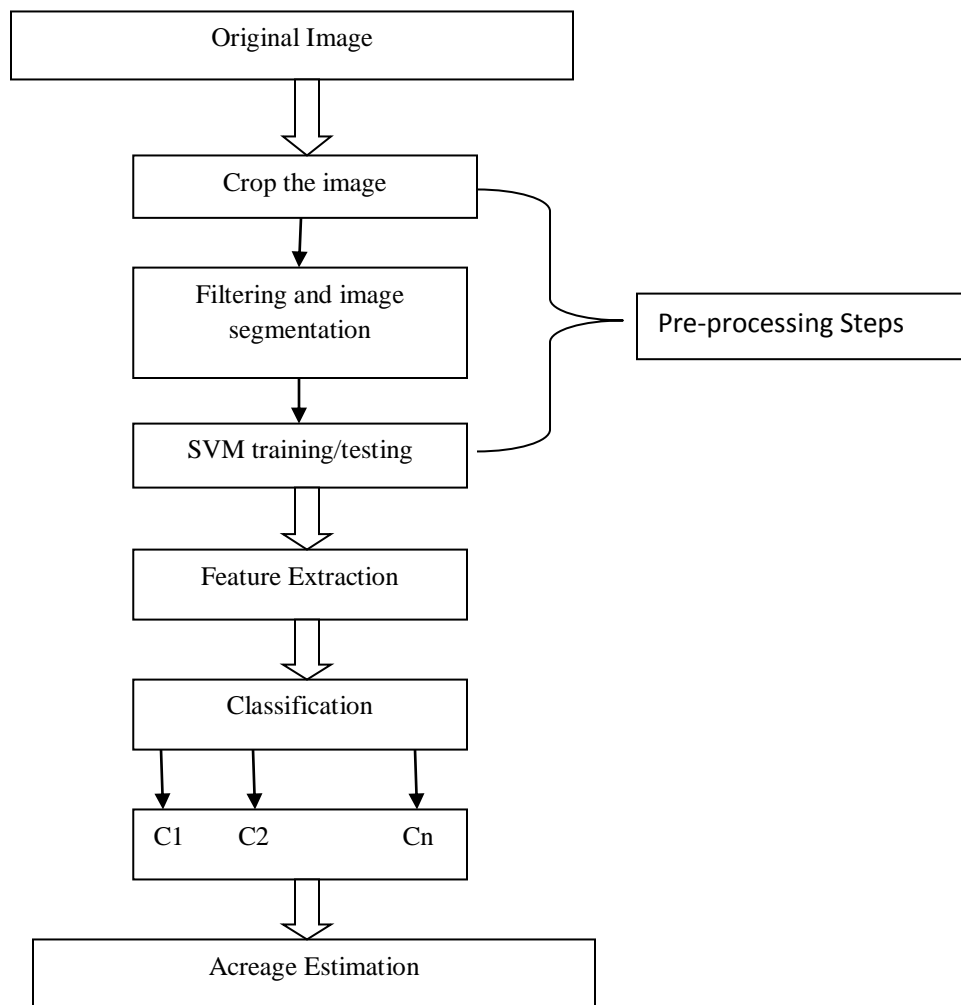 Original Image
Crop the image
Filtering and image
segmentation
Pre-processing Steps
SVM training/testing
Feature Extraction
Classification
C1 C2 Cn
Acreage Estimation